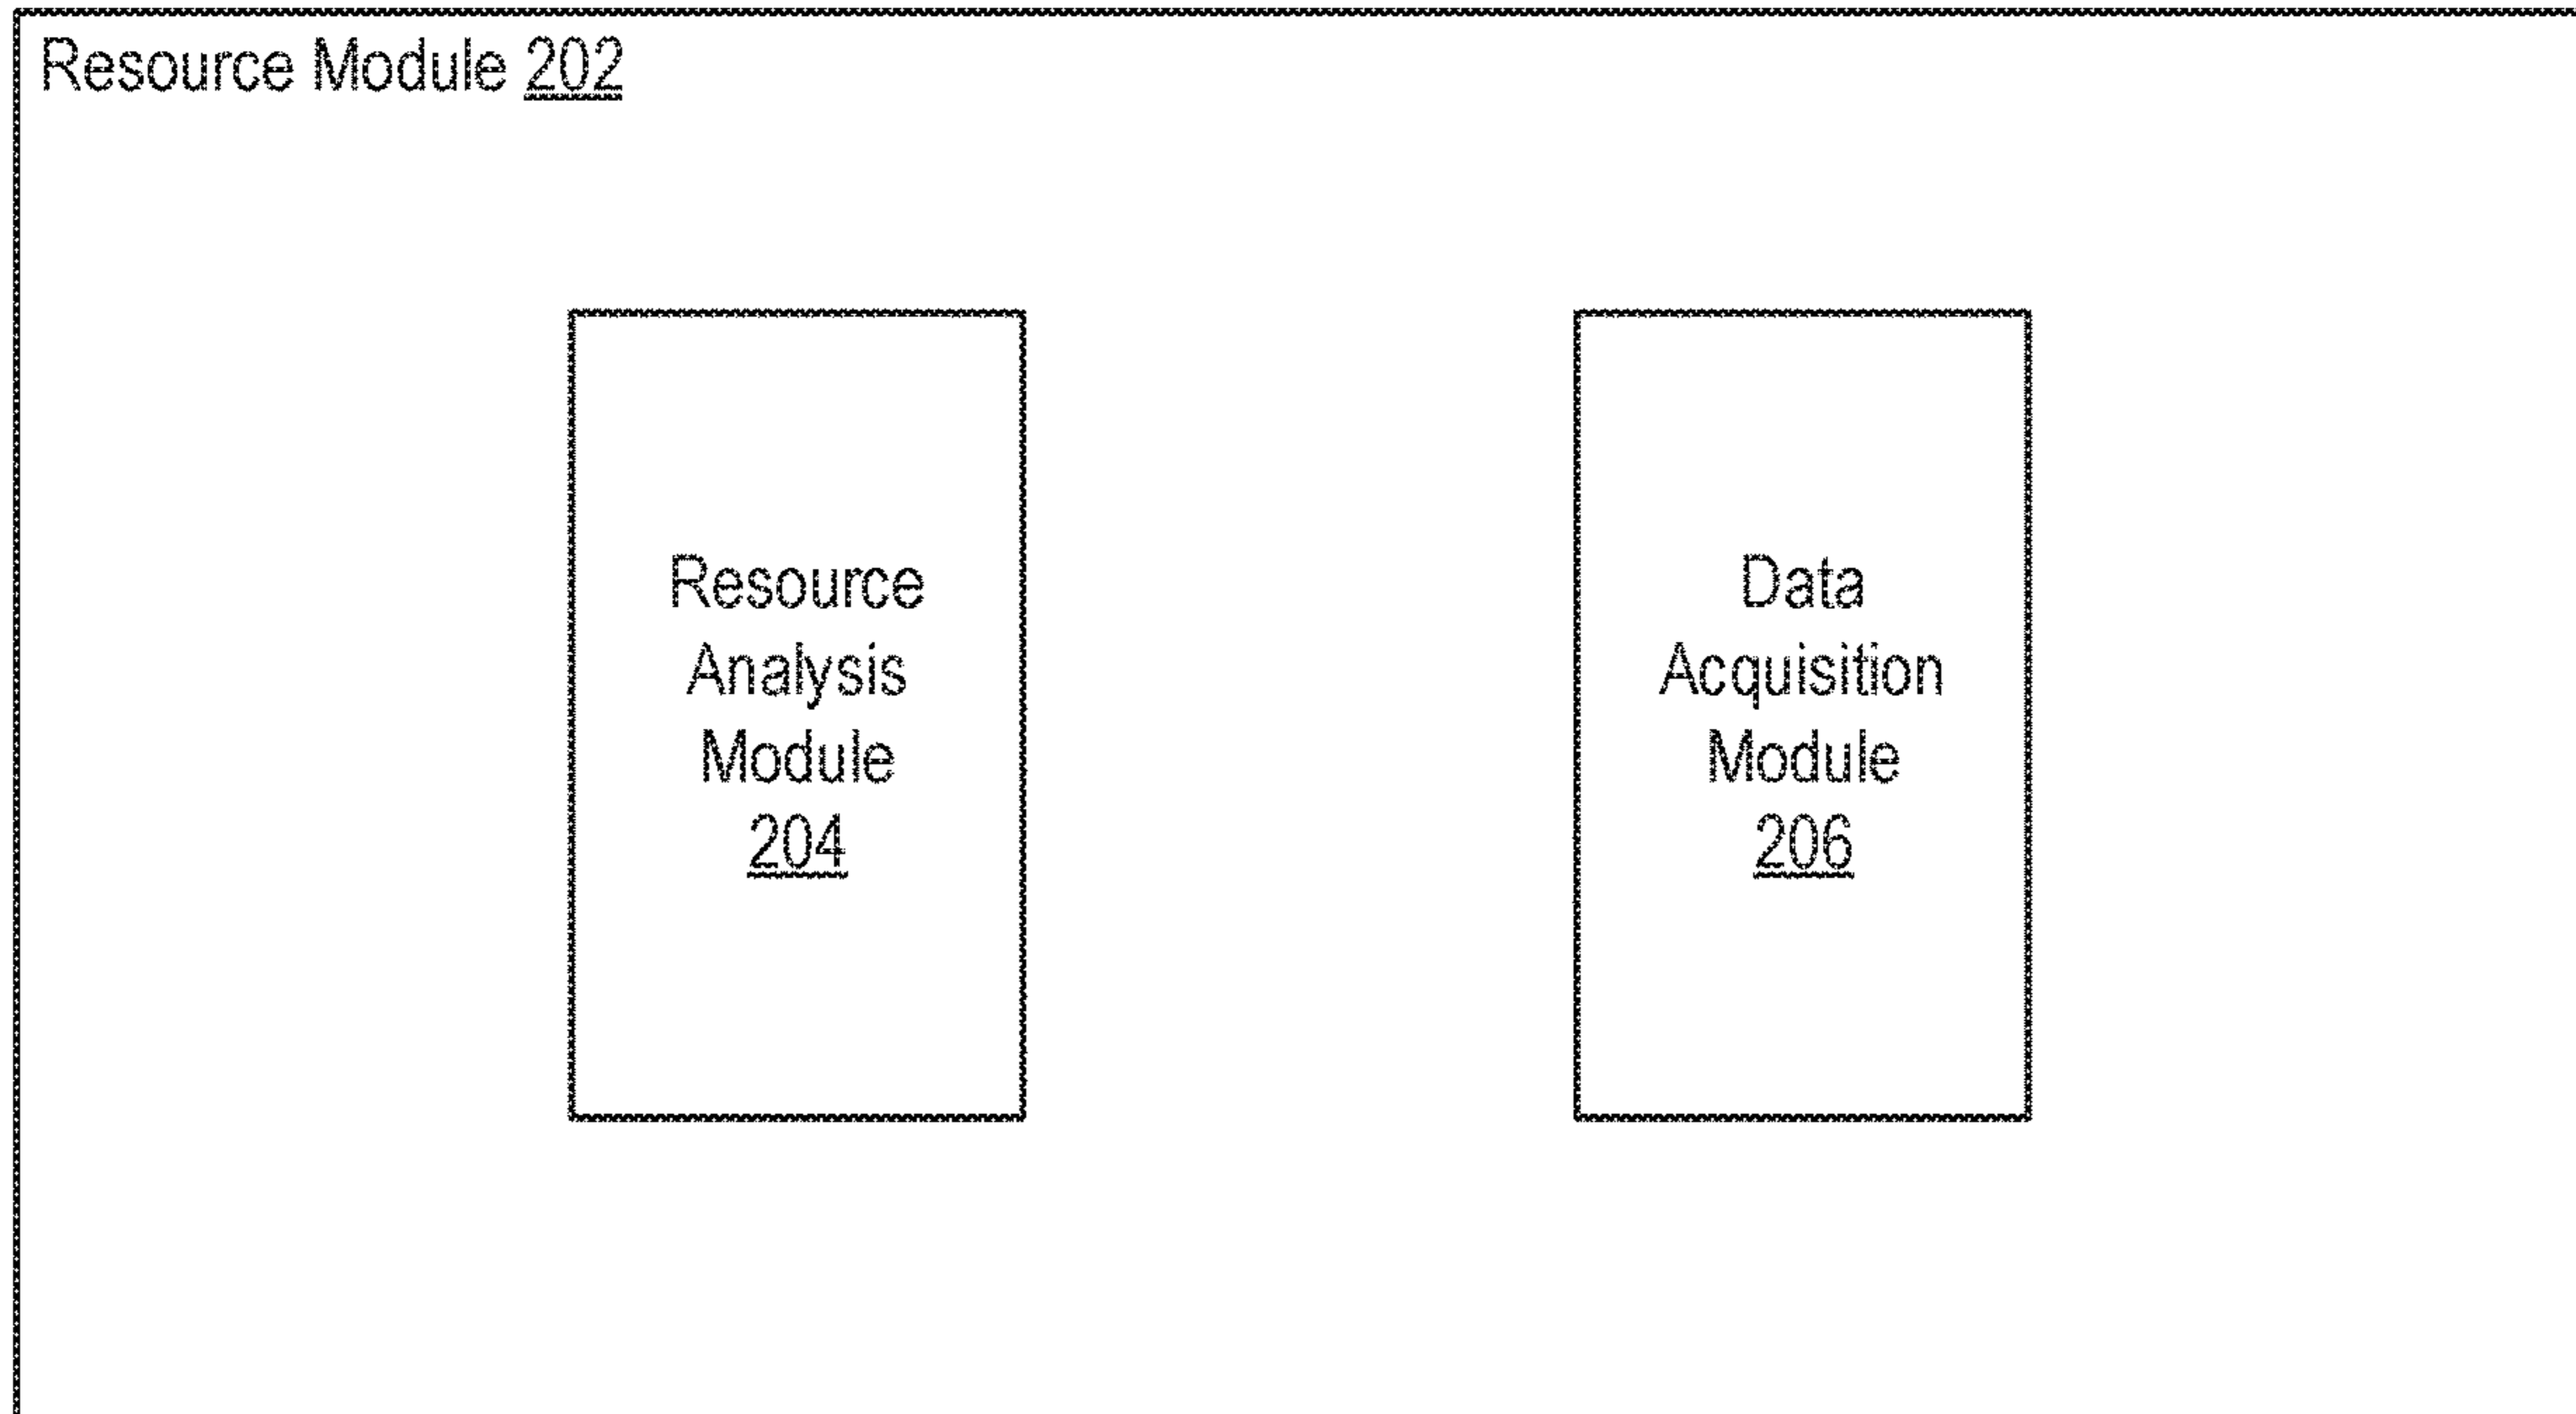 Resource Module 202
Resource
Analysis
Module
204
Data
Acquisition
Module
206